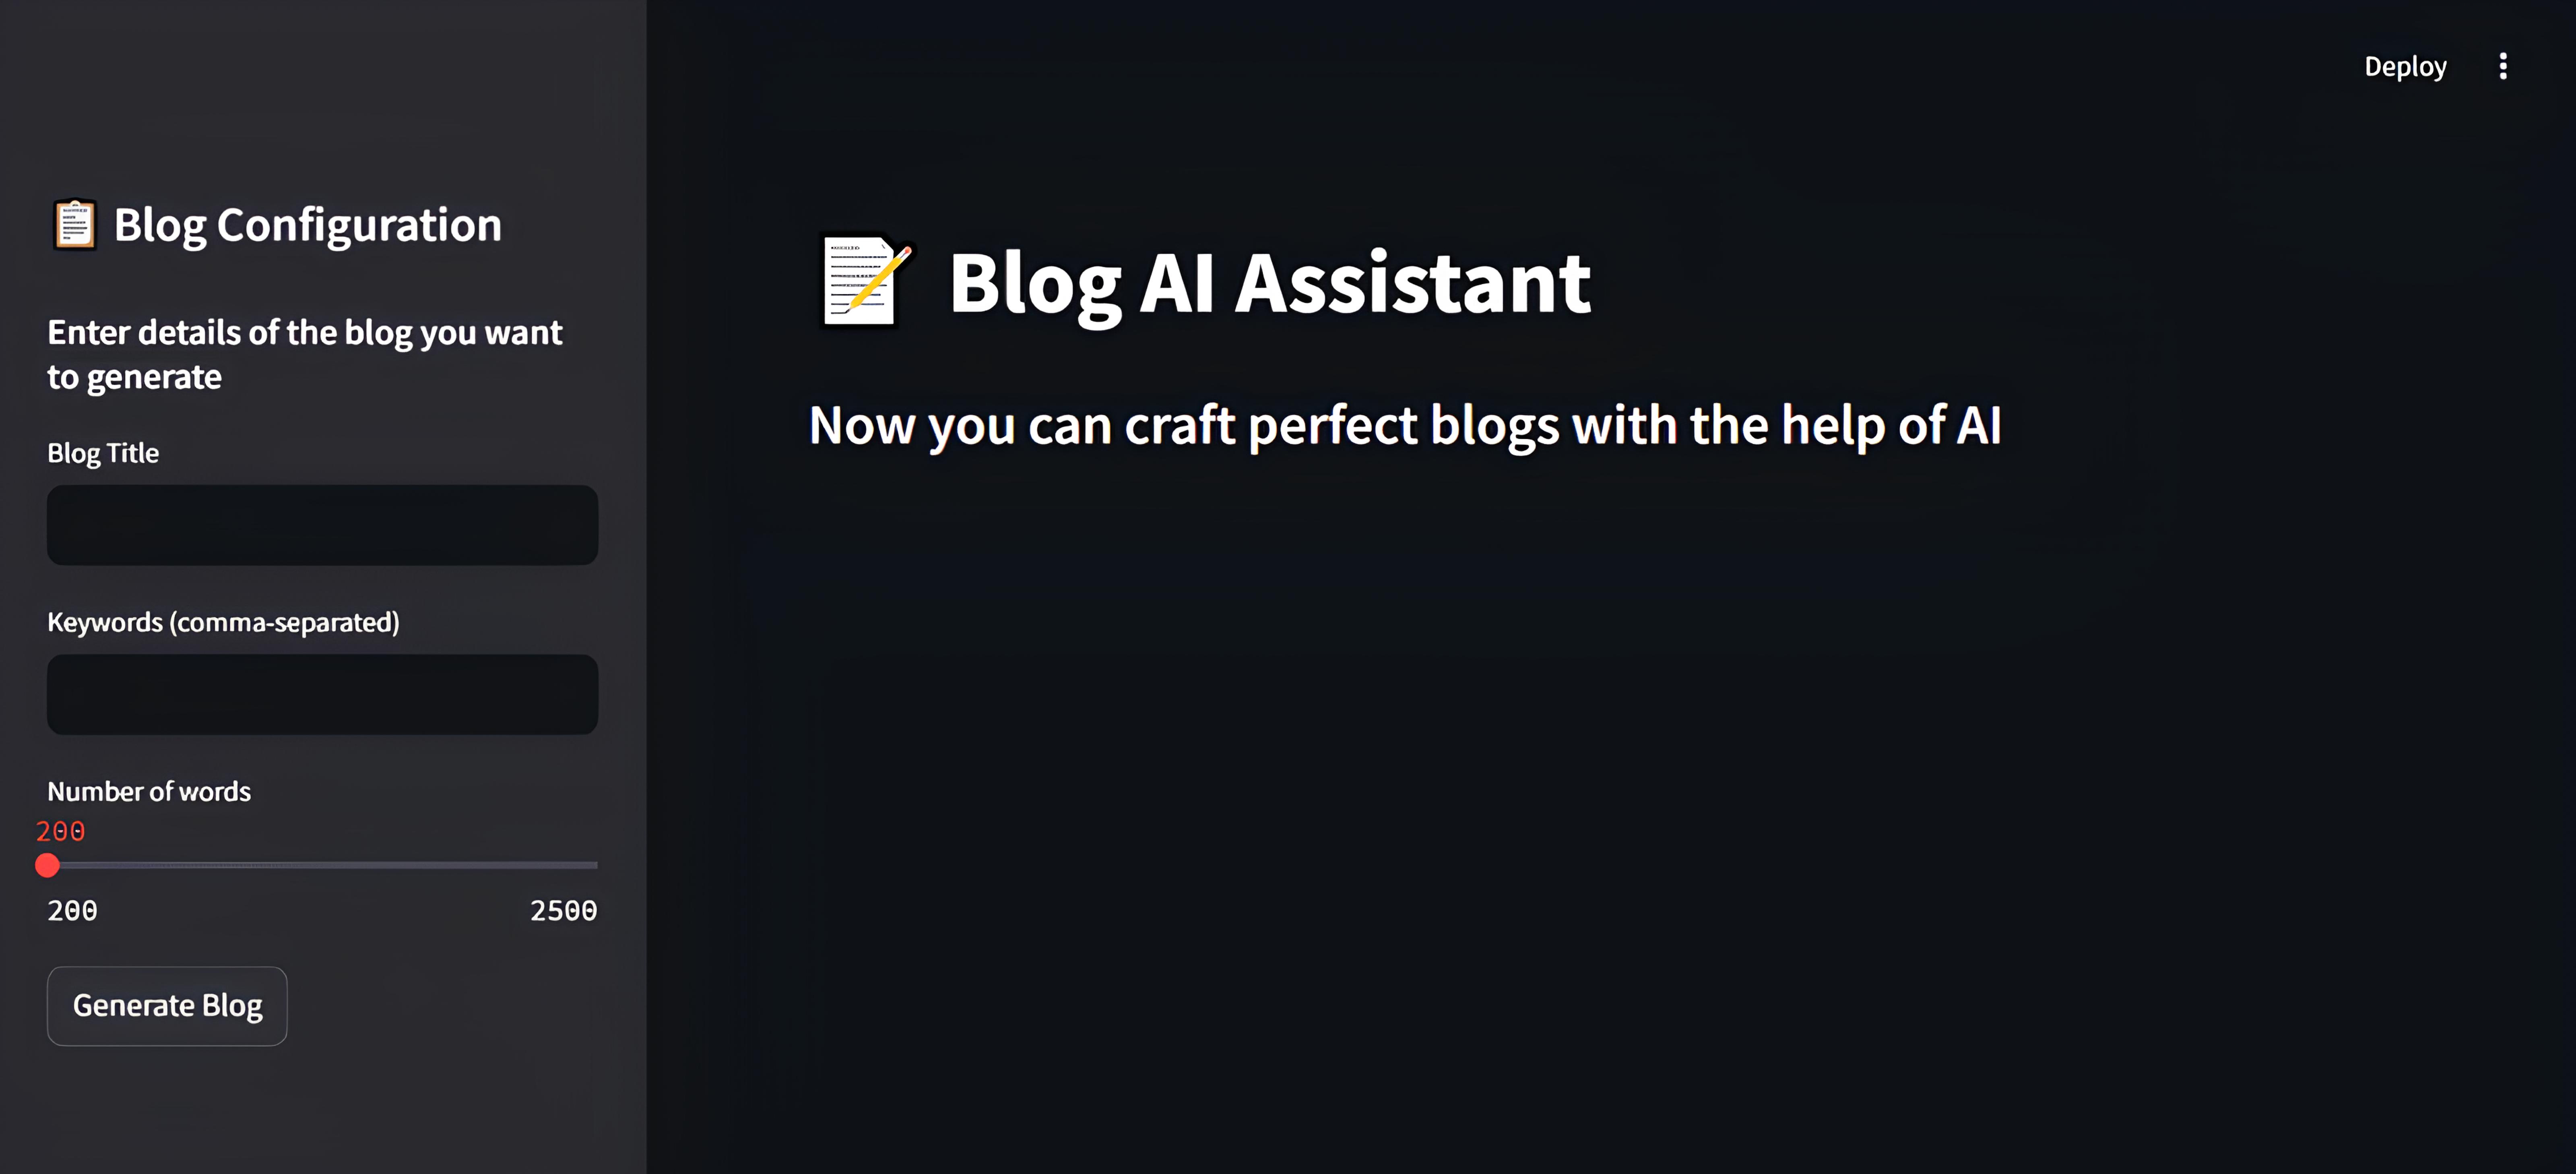 Deploy
Blog Configuration
Enter details of the blog you want
to generate
Blog Title
Keywords (comma-separated)
Number of words
200
200 2500
Generate Blog
Blog AI Assistant
Now you can craft perfect blogs with the help of AI